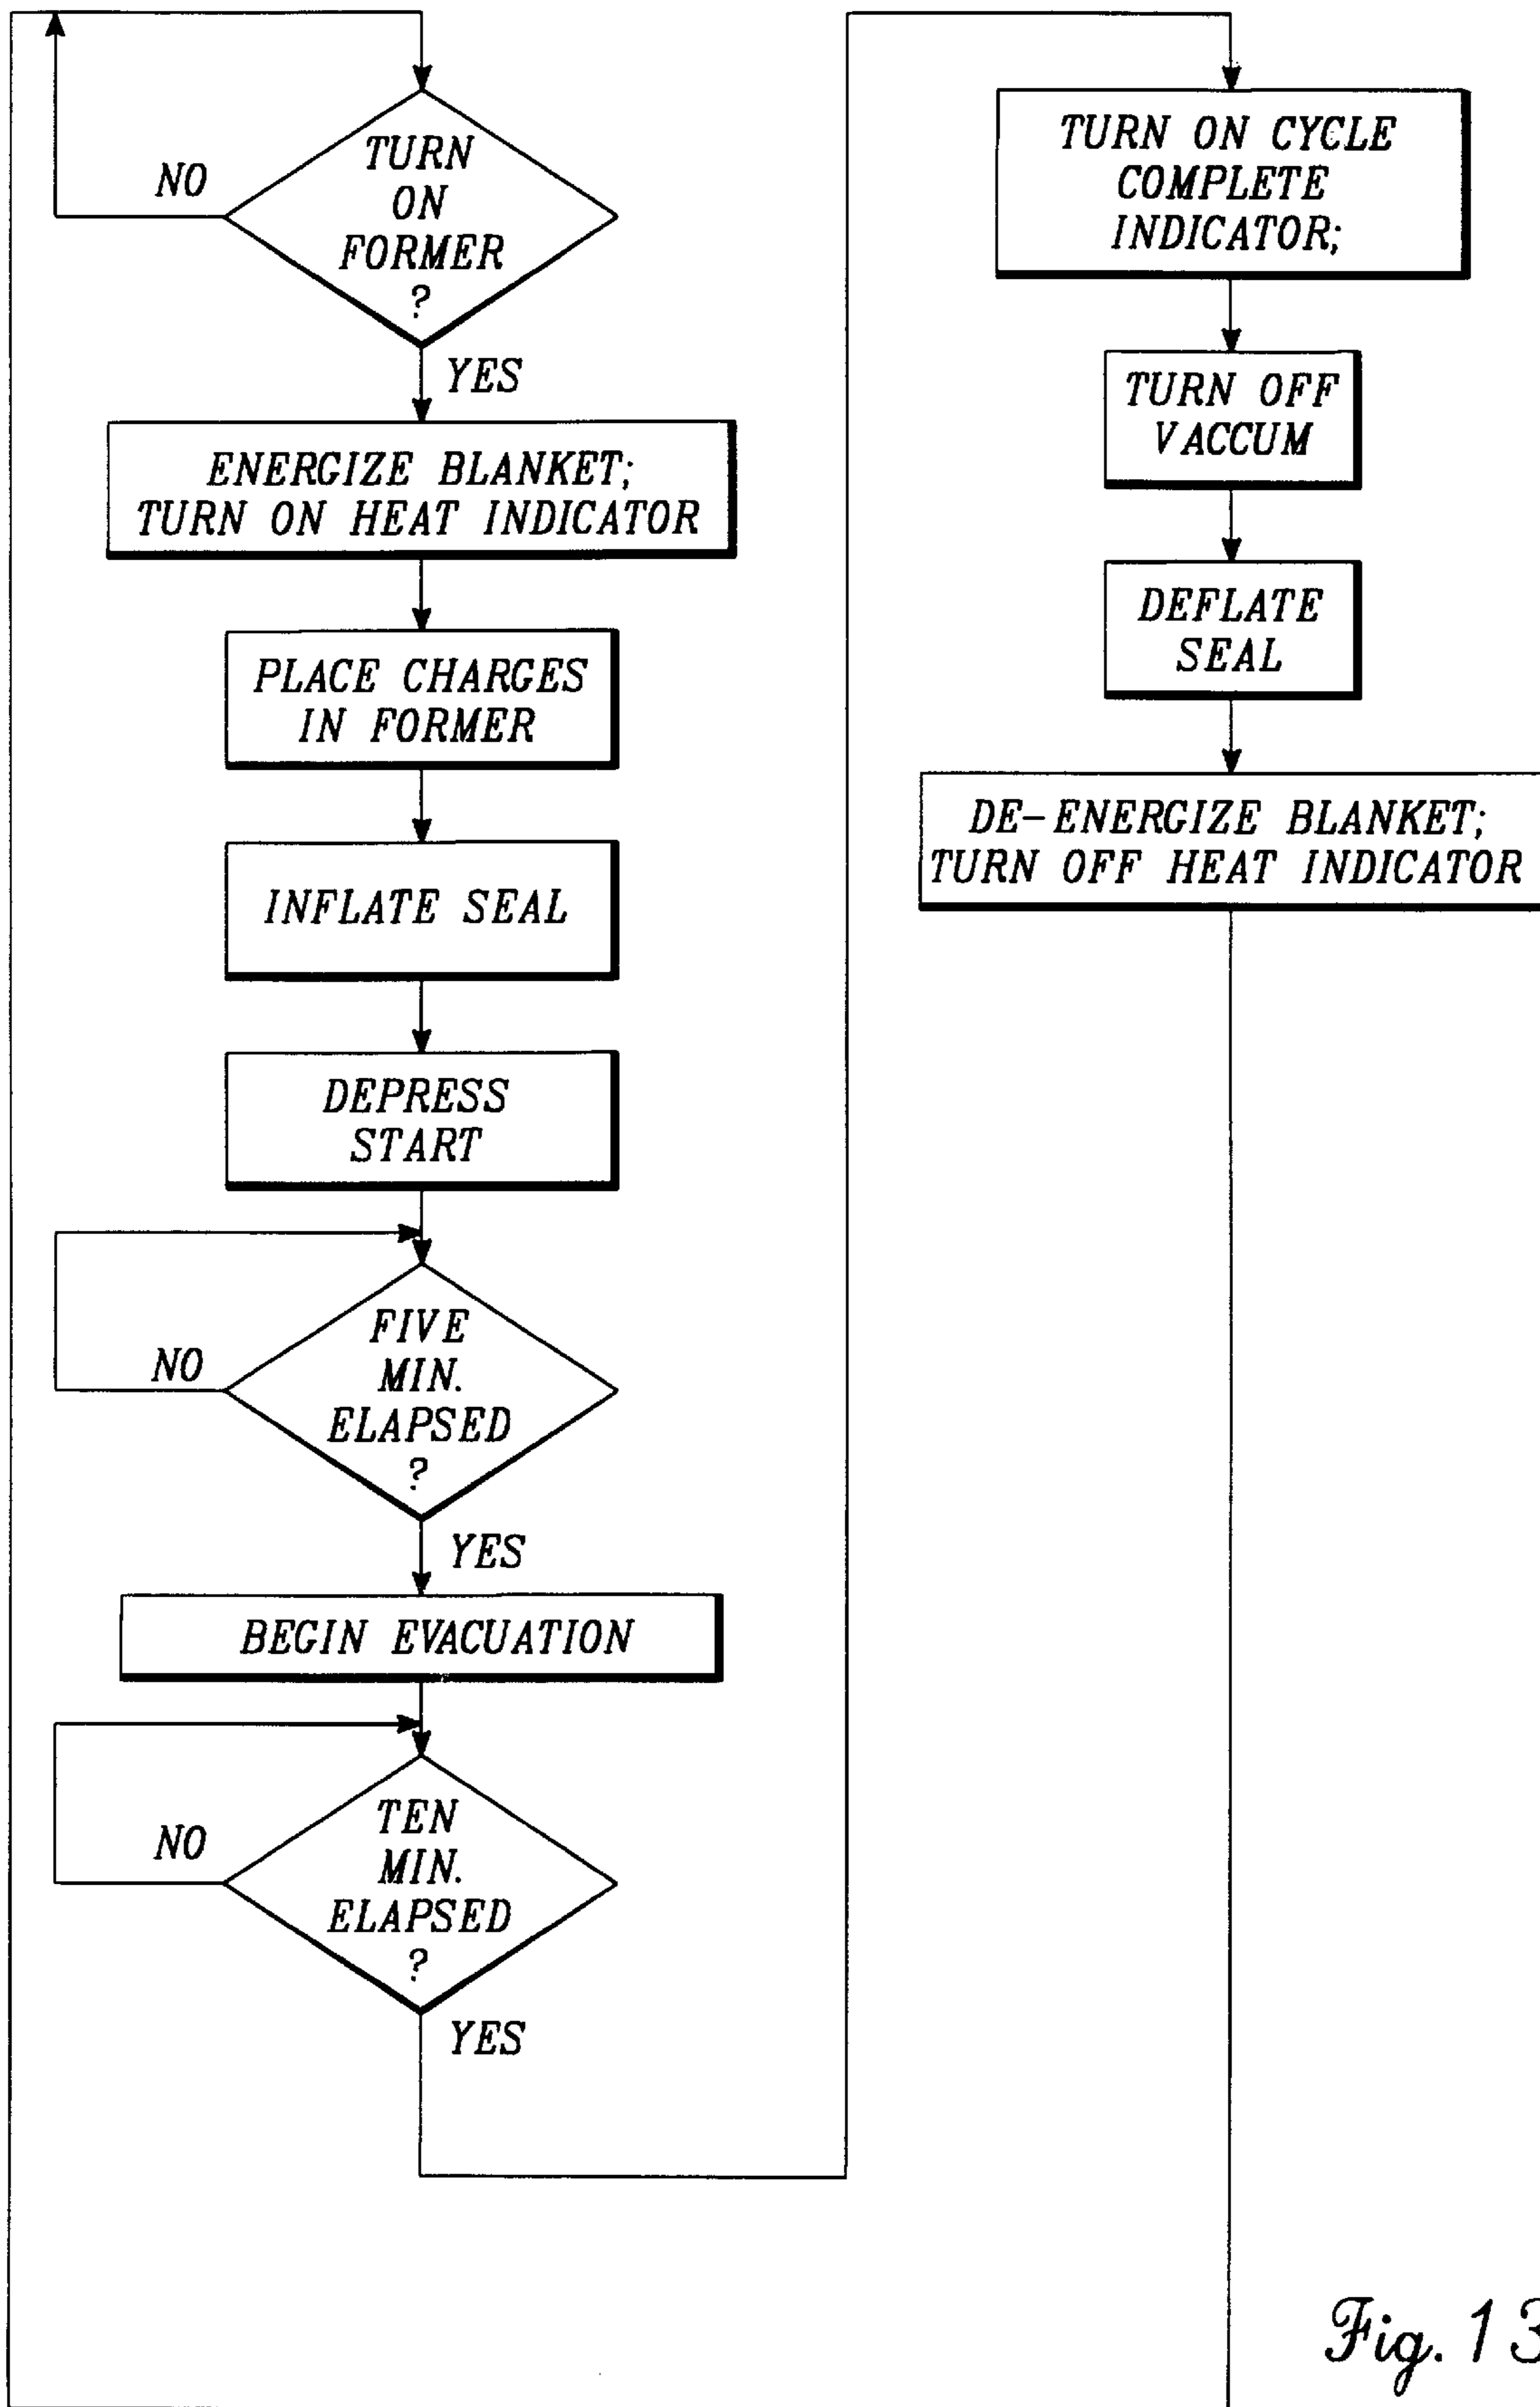 TURN
ON
FORMER
?
NO
YES
ENERGIZE BLANKET;
TURN ON HEAT INDICATOR
PLACE CHARGES
IN FORMER
INFLATE SEAL
DEPRESS
START
FIVE
MIN.
ELAPSED
?
NO
YES
BEGIN EVACUATION
TEN
MIN.
ELAPSED
?
NO
YES
TURN ON CYCLE
COMPLETE
INDICATOR;
TURN OFF
VACCUM
DEFLATE
SEAL
DE-ENERGIZE BLANKET;
TURN OFF HEAT INDICATOR
Fig. 13